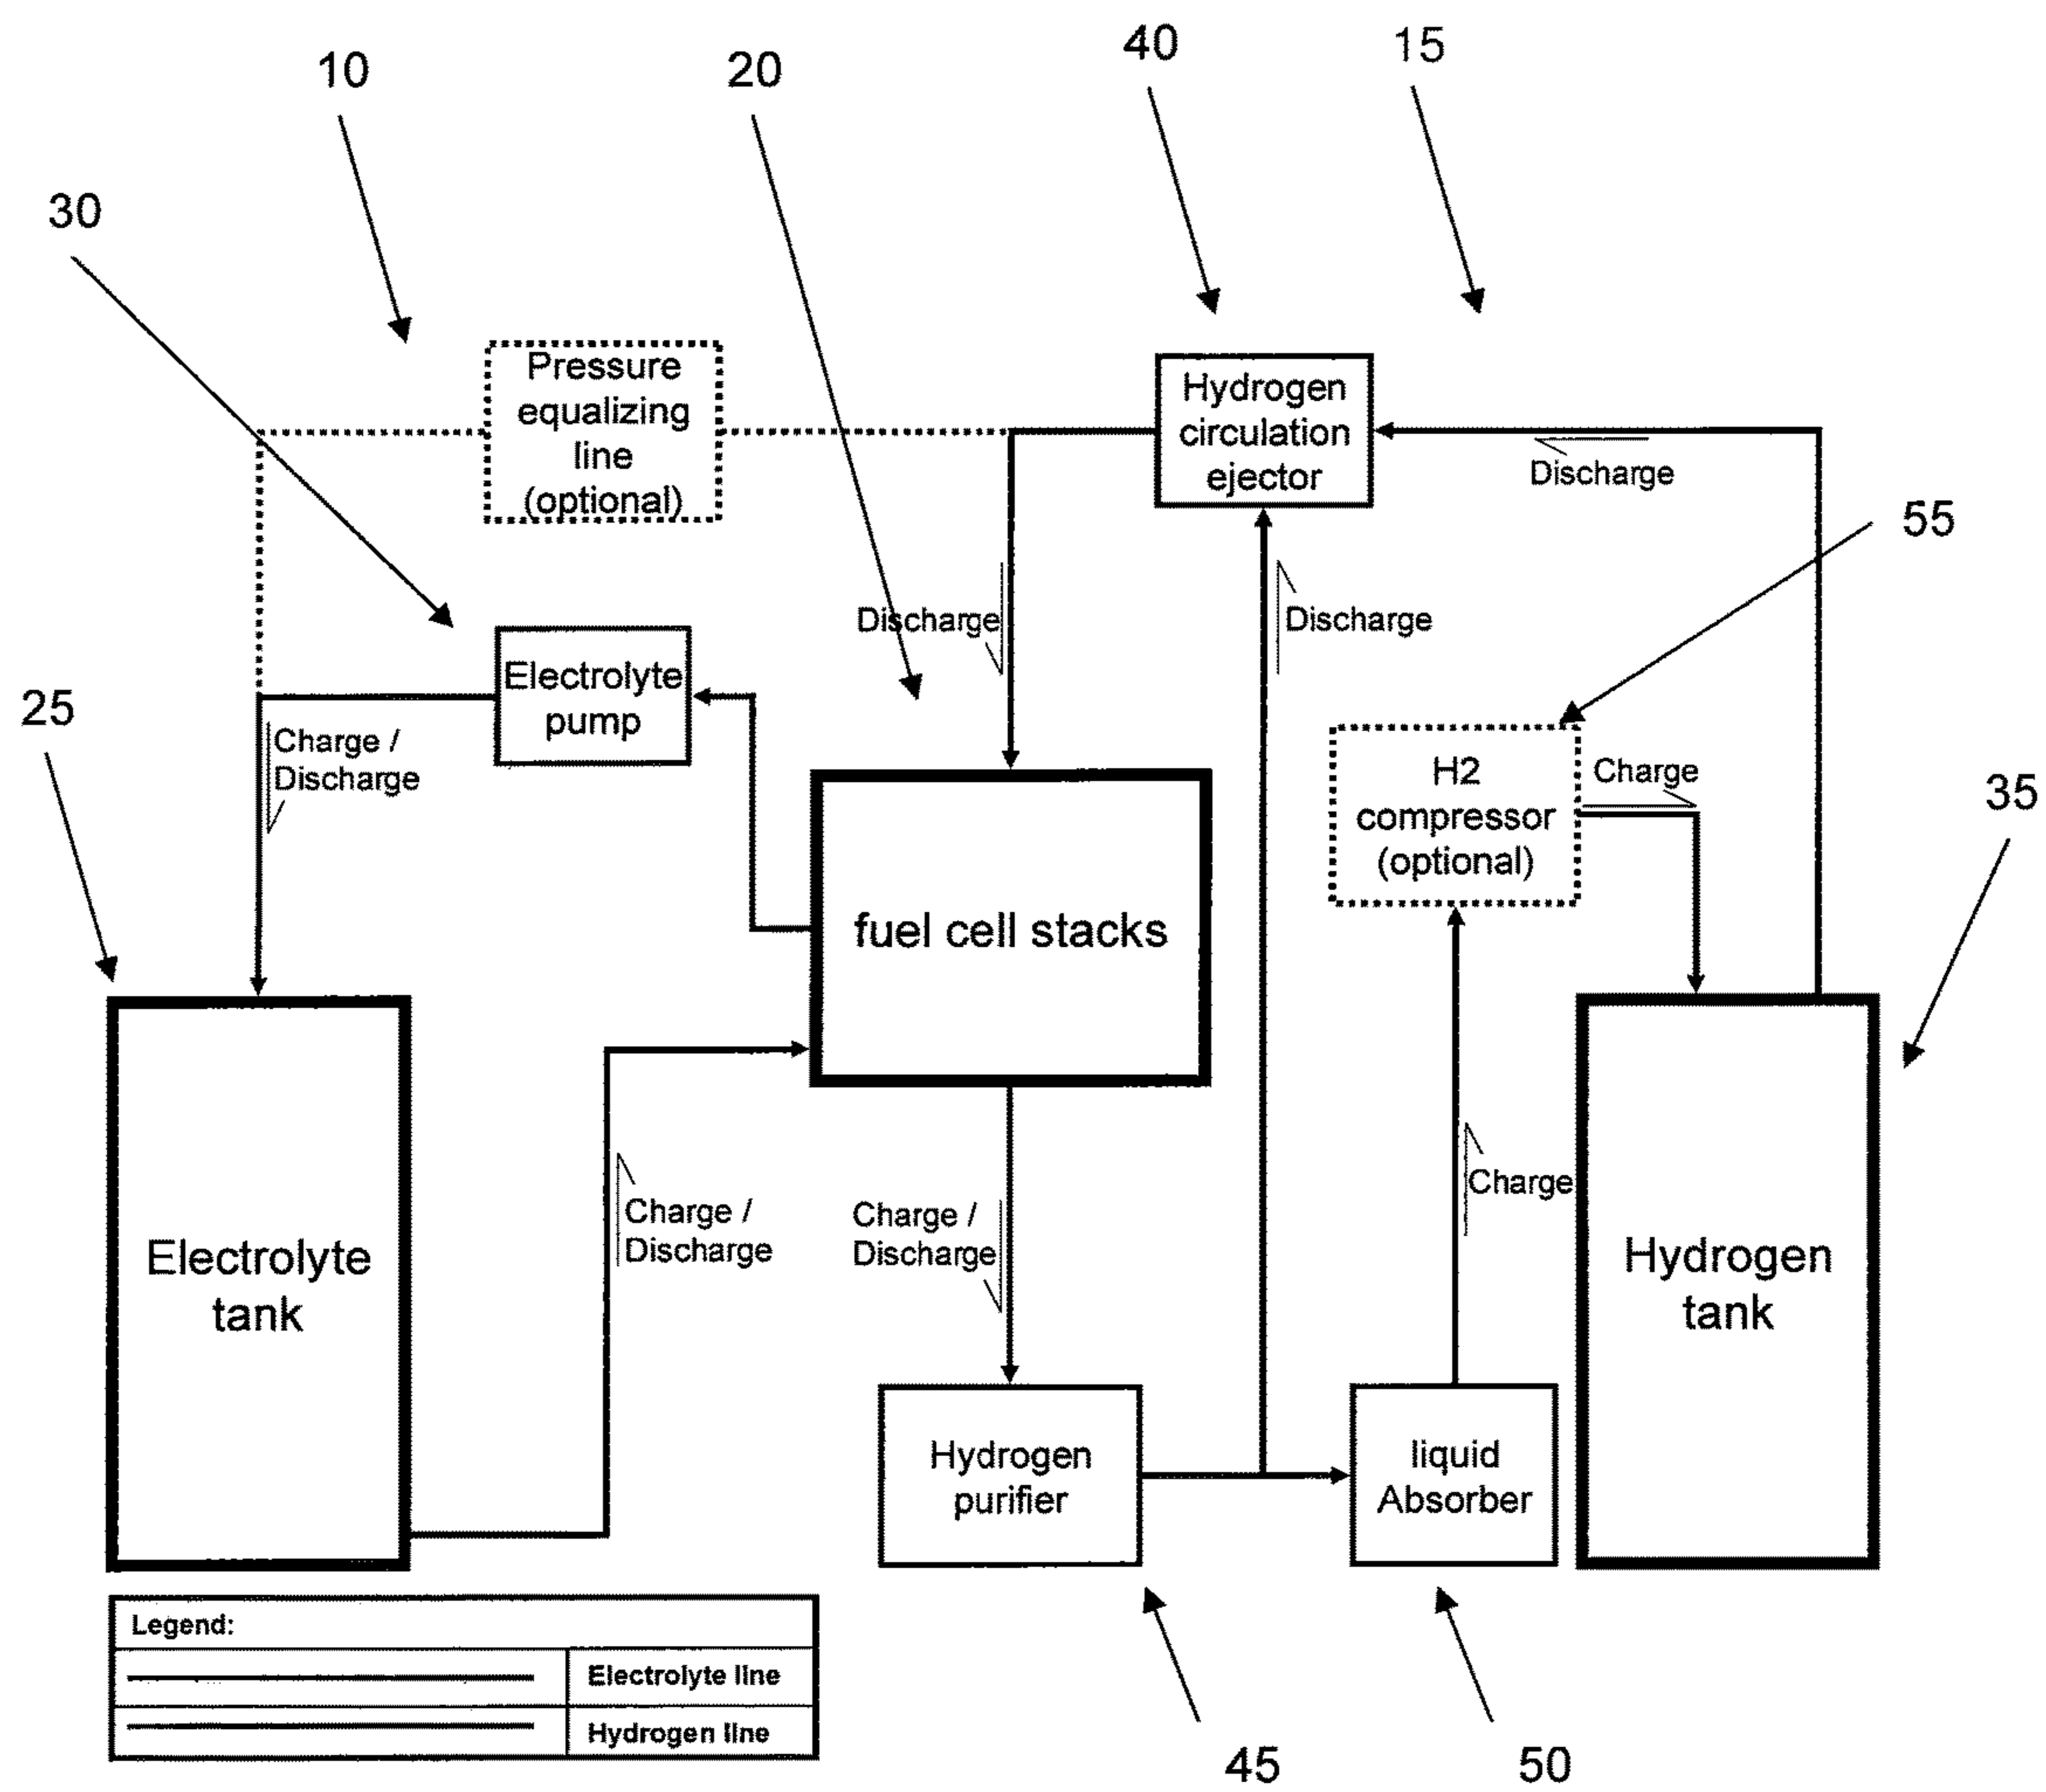 10
20
40
15
30
Pressure
equalizing
line
(optional)
Hydrogen
circulation
ejector
Discharge
55
Discharge
Discharge
25
Electrolyte
pump
Charge /
Discharge
H2
compressor
(optional)
Charge
35
fuel cell stacks
Electrolyte
tank
Charge /
Discharge
Charge /
Discharge
Charge
Hydrogen
tank
Hydrogen
purifier
liquid
Absorber
Legend:
Electrolyte line
Hydrogen line
45
50